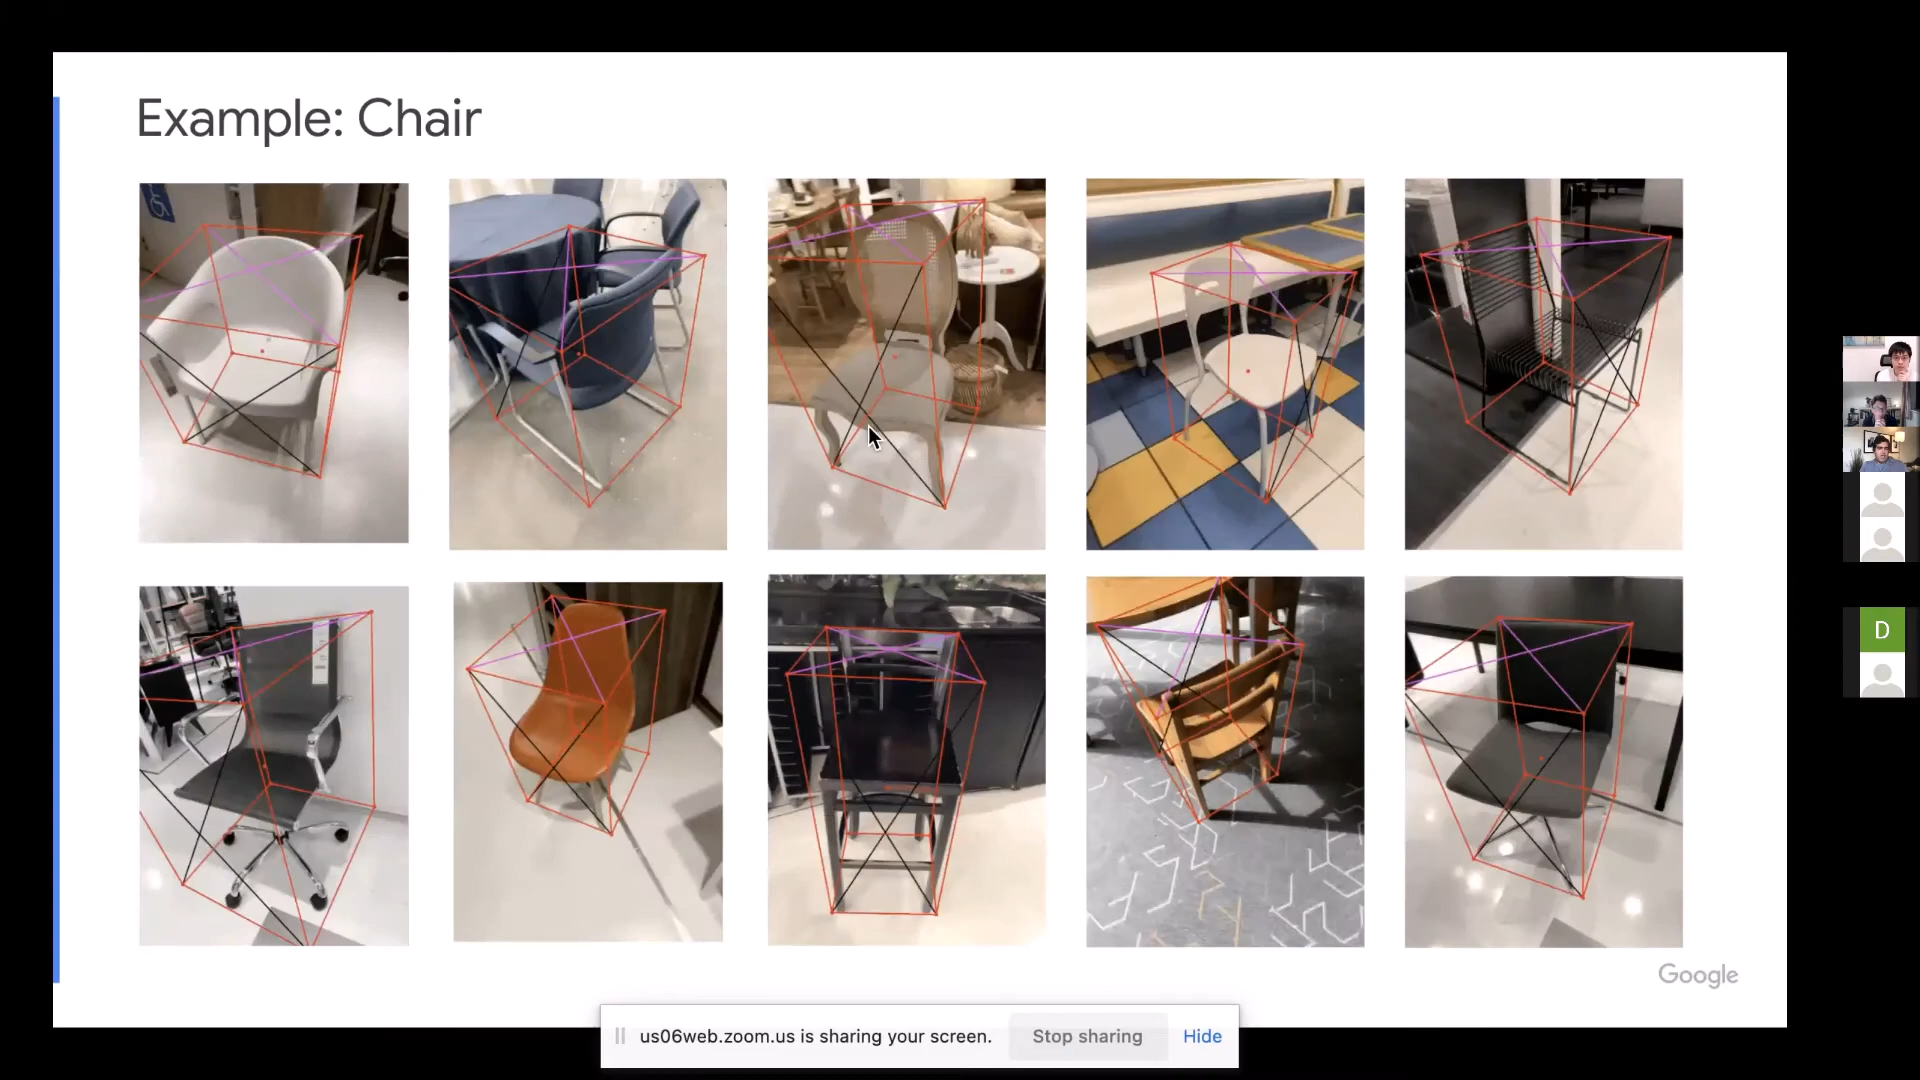 Example: Chair
Google
us06web.zoom.us is sharing your screen.
Stop sharing
Hide
D